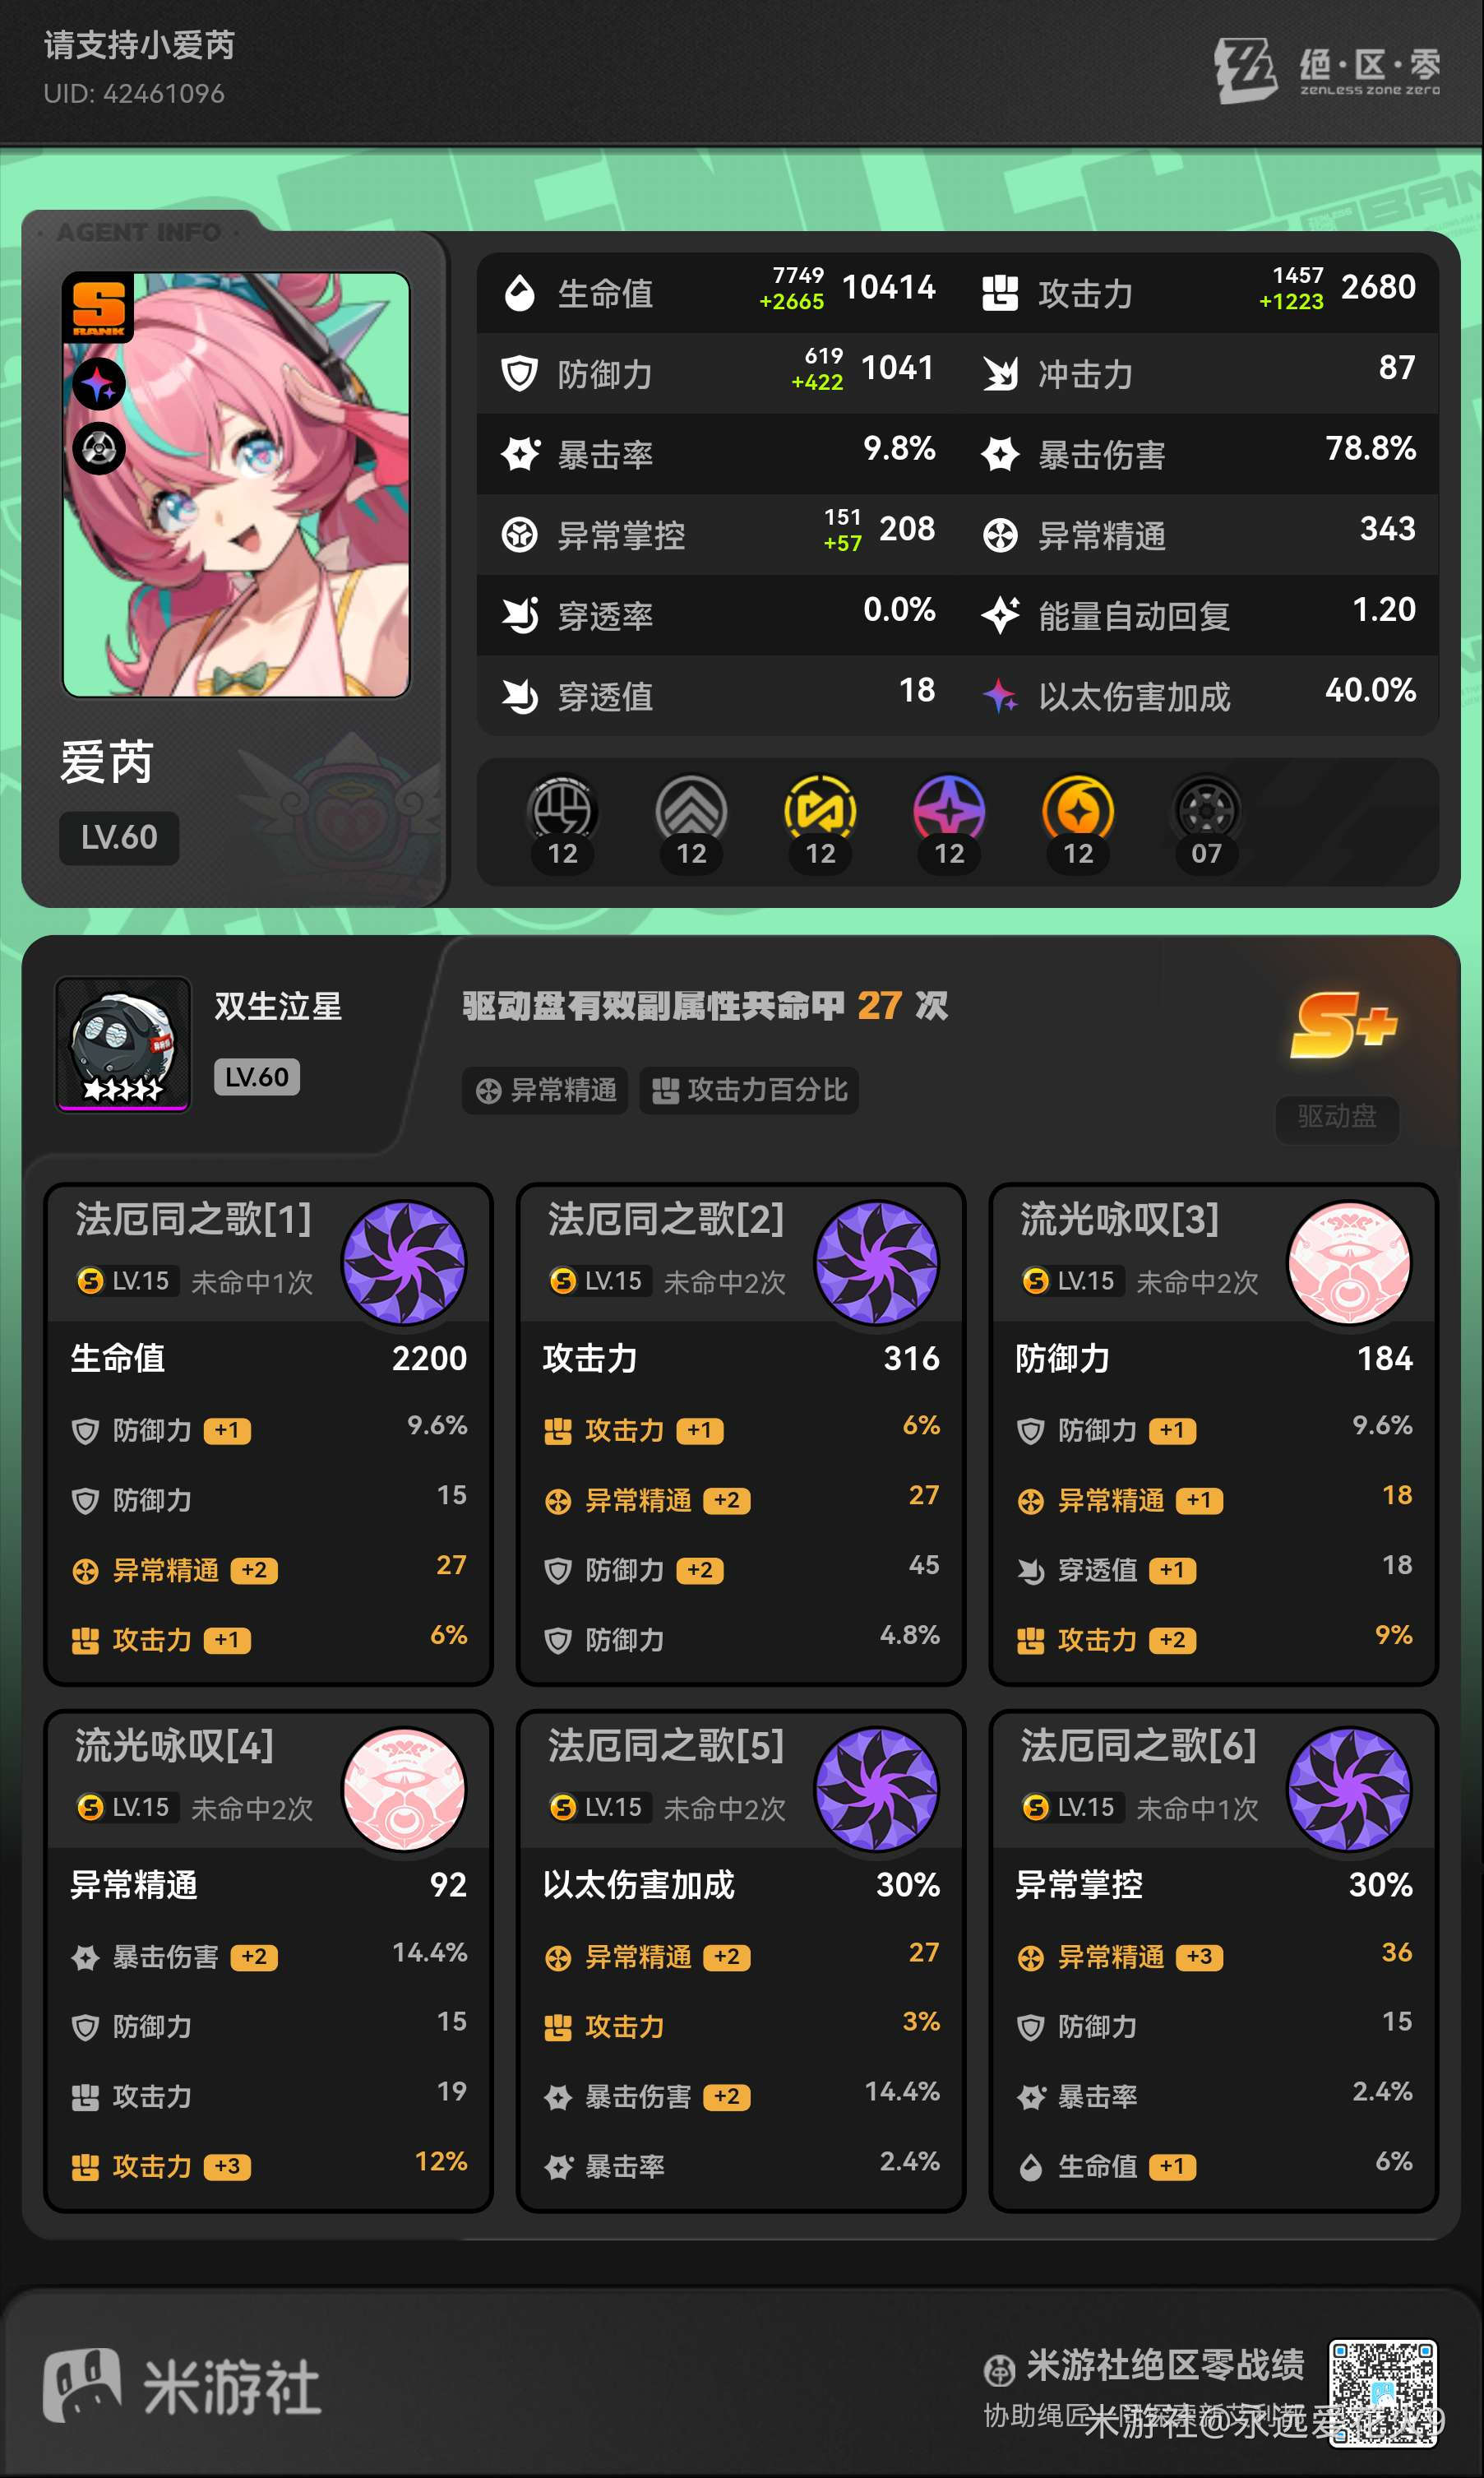 请支持小爱芮
UID: 42461096
绝·区·零
ZENLESS ZONE ZERO
AGENT INFO
S RANK
爱芮
LV.60
生命值 7749 +2665 10414
攻击力 1457 +1223 2680
防御力 619 +422 1041
冲击力 87
暴击率 9.8%
暴击伤害 78.8%
异常掌控 151 +57 208
异常精通 343
穿透率 0.0%
能量自动回复 1.20
穿透值 18
以太伤害加成 40.0%
12 12 12 12 12 07
双生泣星
LV.60
驱动盘有效副属性共命中 27 次
异常精通 攻击力百分比
S+
驱动盘
法厄同之歌[1]
S LV.15 未命中1次
生命值 2200
防御力 +1 9.6%
防御力 15
异常精通 +2 27
攻击力 +1 6%
法厄同之歌[2]
S LV.15 未命中2次
攻击力 316
攻击力 +1 6%
异常精通 +2 27
防御力 +2 45
防御力 4.8%
流光咏叹[3]
S LV.15 未命中2次
防御力 184
防御力 +1 9.6%
异常精通 +1 18
穿透值 +1 18
攻击力 +2 9%
流光咏叹[4]
S LV.15 未命中2次
异常精通 92
暴击伤害 +2 14.4%
防御力 15
攻击力 19
攻击力 +3 12%
法厄同之歌[5]
S LV.15 未命中2次
以太伤害加成 30%
异常精通 +2 27
攻击力 3%
暴击伤害 +2 14.4%
暴击率 2.4%
法厄同之歌[6]
S LV.15 未命中1次
异常掌控 30%
异常精通 +3 36
防御力 15
暴击率 2.4%
生命值 +1 6%
米游社
米游社绝区零战绩
协助绳匠
米游社@永远爱